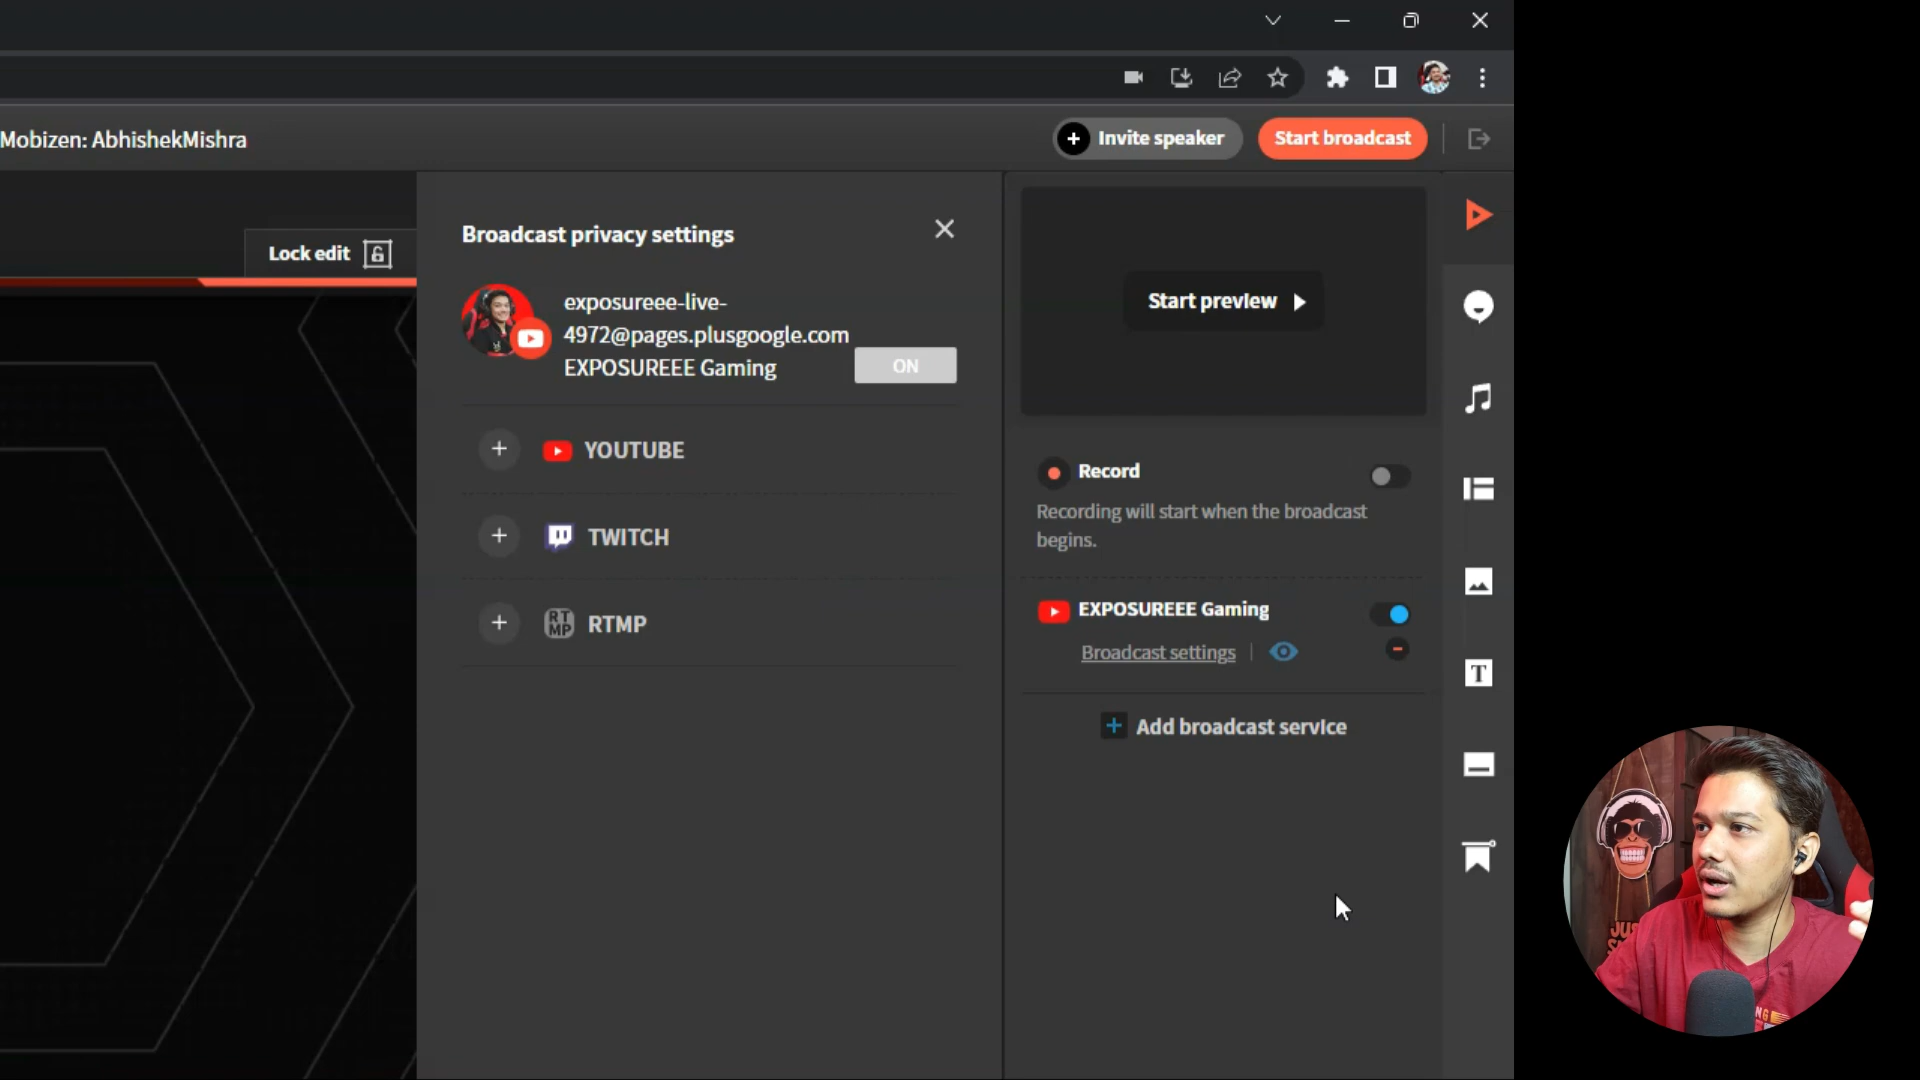 Mobizen: AbhishekMishra
Invite speaker
Start broadcast
Lock edit
Broadcast privacy settings
exposureee-live-
4972@pages.plusgoogle.com
EXPOSUREEE Gaming
ON
YOUTUBE
TWITCH
RT
MP
RTMP
Start preview
Record
Recording will start when the broadcast
begins.
EXPOSUREEE Gaming
Broadcast settings
Add broadcast service
T